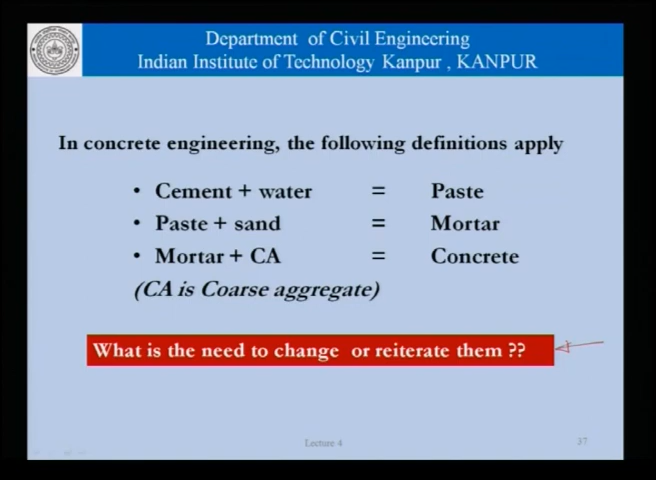 Department of Civil Engineering
Indian Institute of Technology Kanpur , KANPUR
In concrete engineering, the following definitions apply
• Cement + water = Paste
• Paste + sand = Mortar
• Mortar + CA = Concrete
(CA is Coarse aggregate)
What is the need to change or reiterate them ??
Lecture 4
37